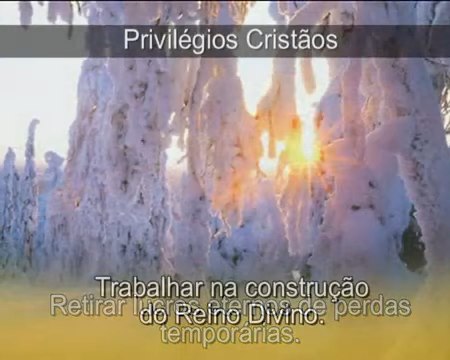 Privilégios Cristãos
Trabalhar na construção
do Reino Divino.
Retirar lucros eternos de perdas
temporárias.